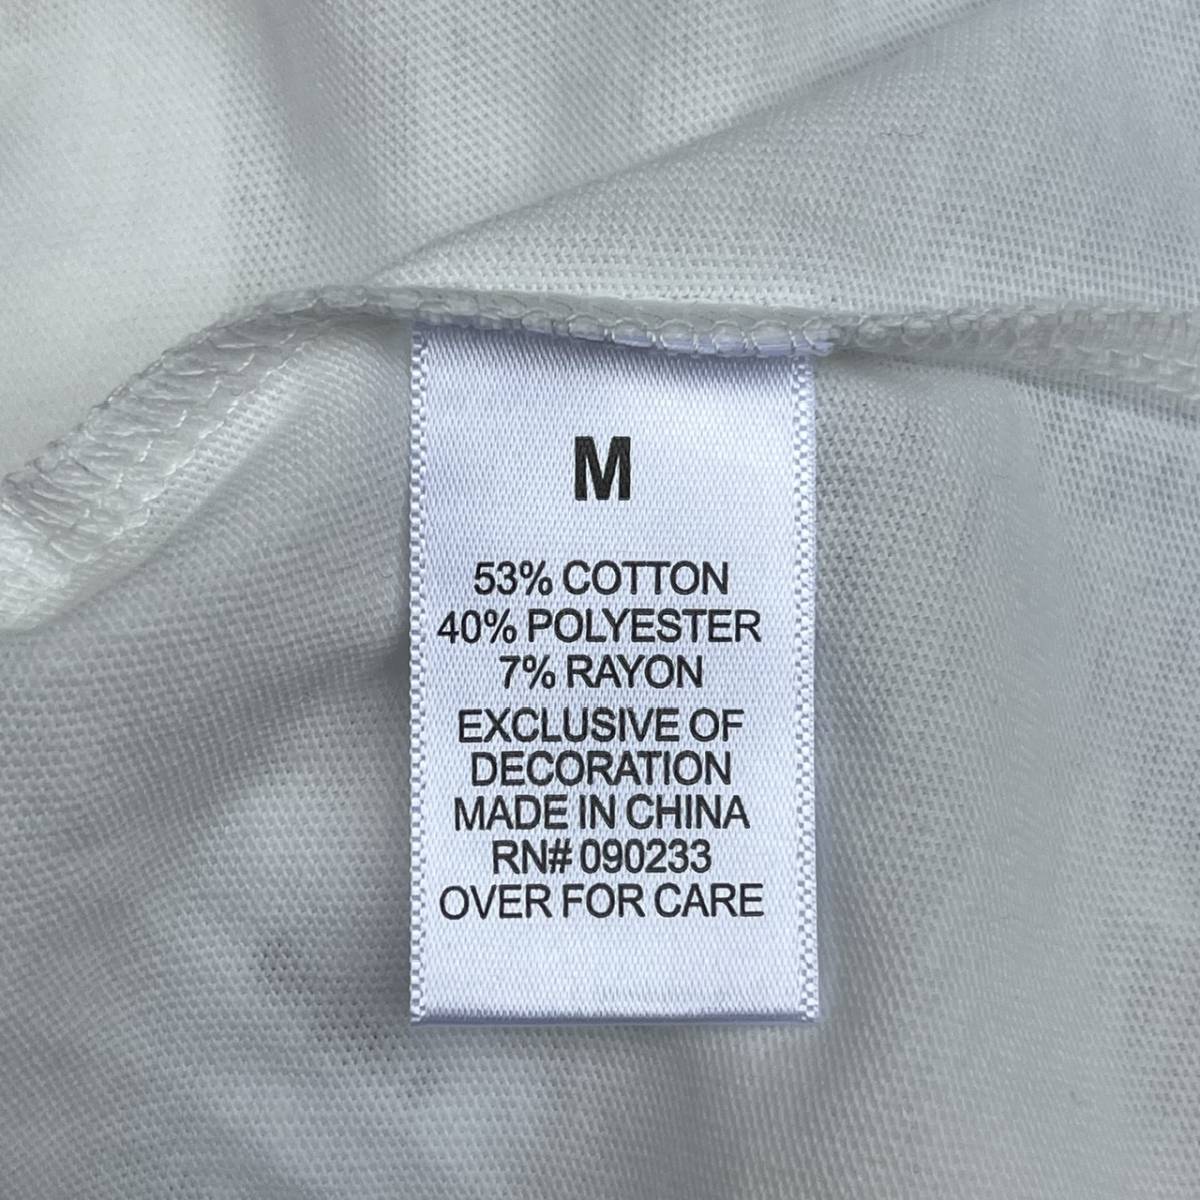 M
53% COTTON
40% POLYESTER
7% RAYON
EXCLUSIVE OF
DECORATION
MADE IN CHINA
RN# 090233
OVER FOR CARE